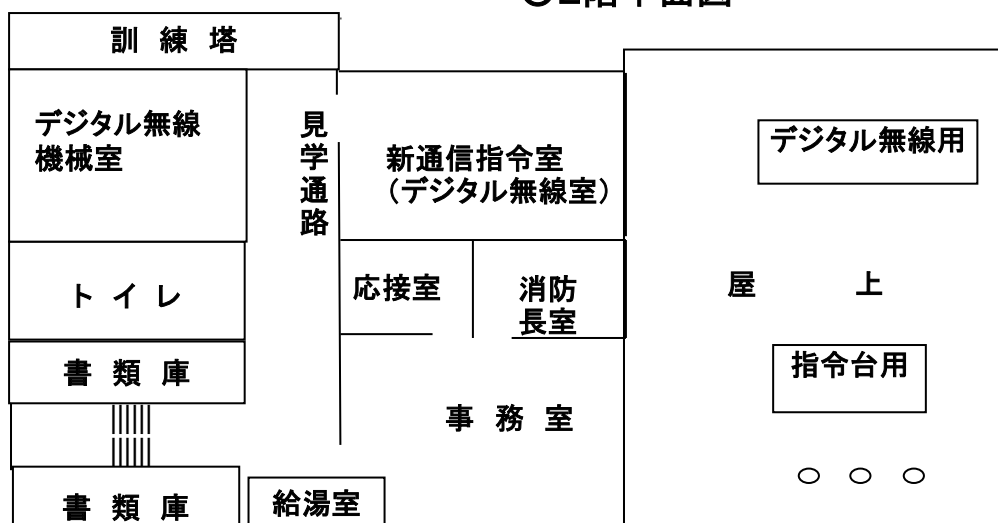 ○2階平面図
訓 練 塔
デジタル無線
機械室
見学通路
新通信指令室
（デジタル無線室）
デジタル無線用
ト イ レ
応接室
消防
長室
屋 上
書 類 庫
指令台用
事 務 室
書 類 庫
給湯室